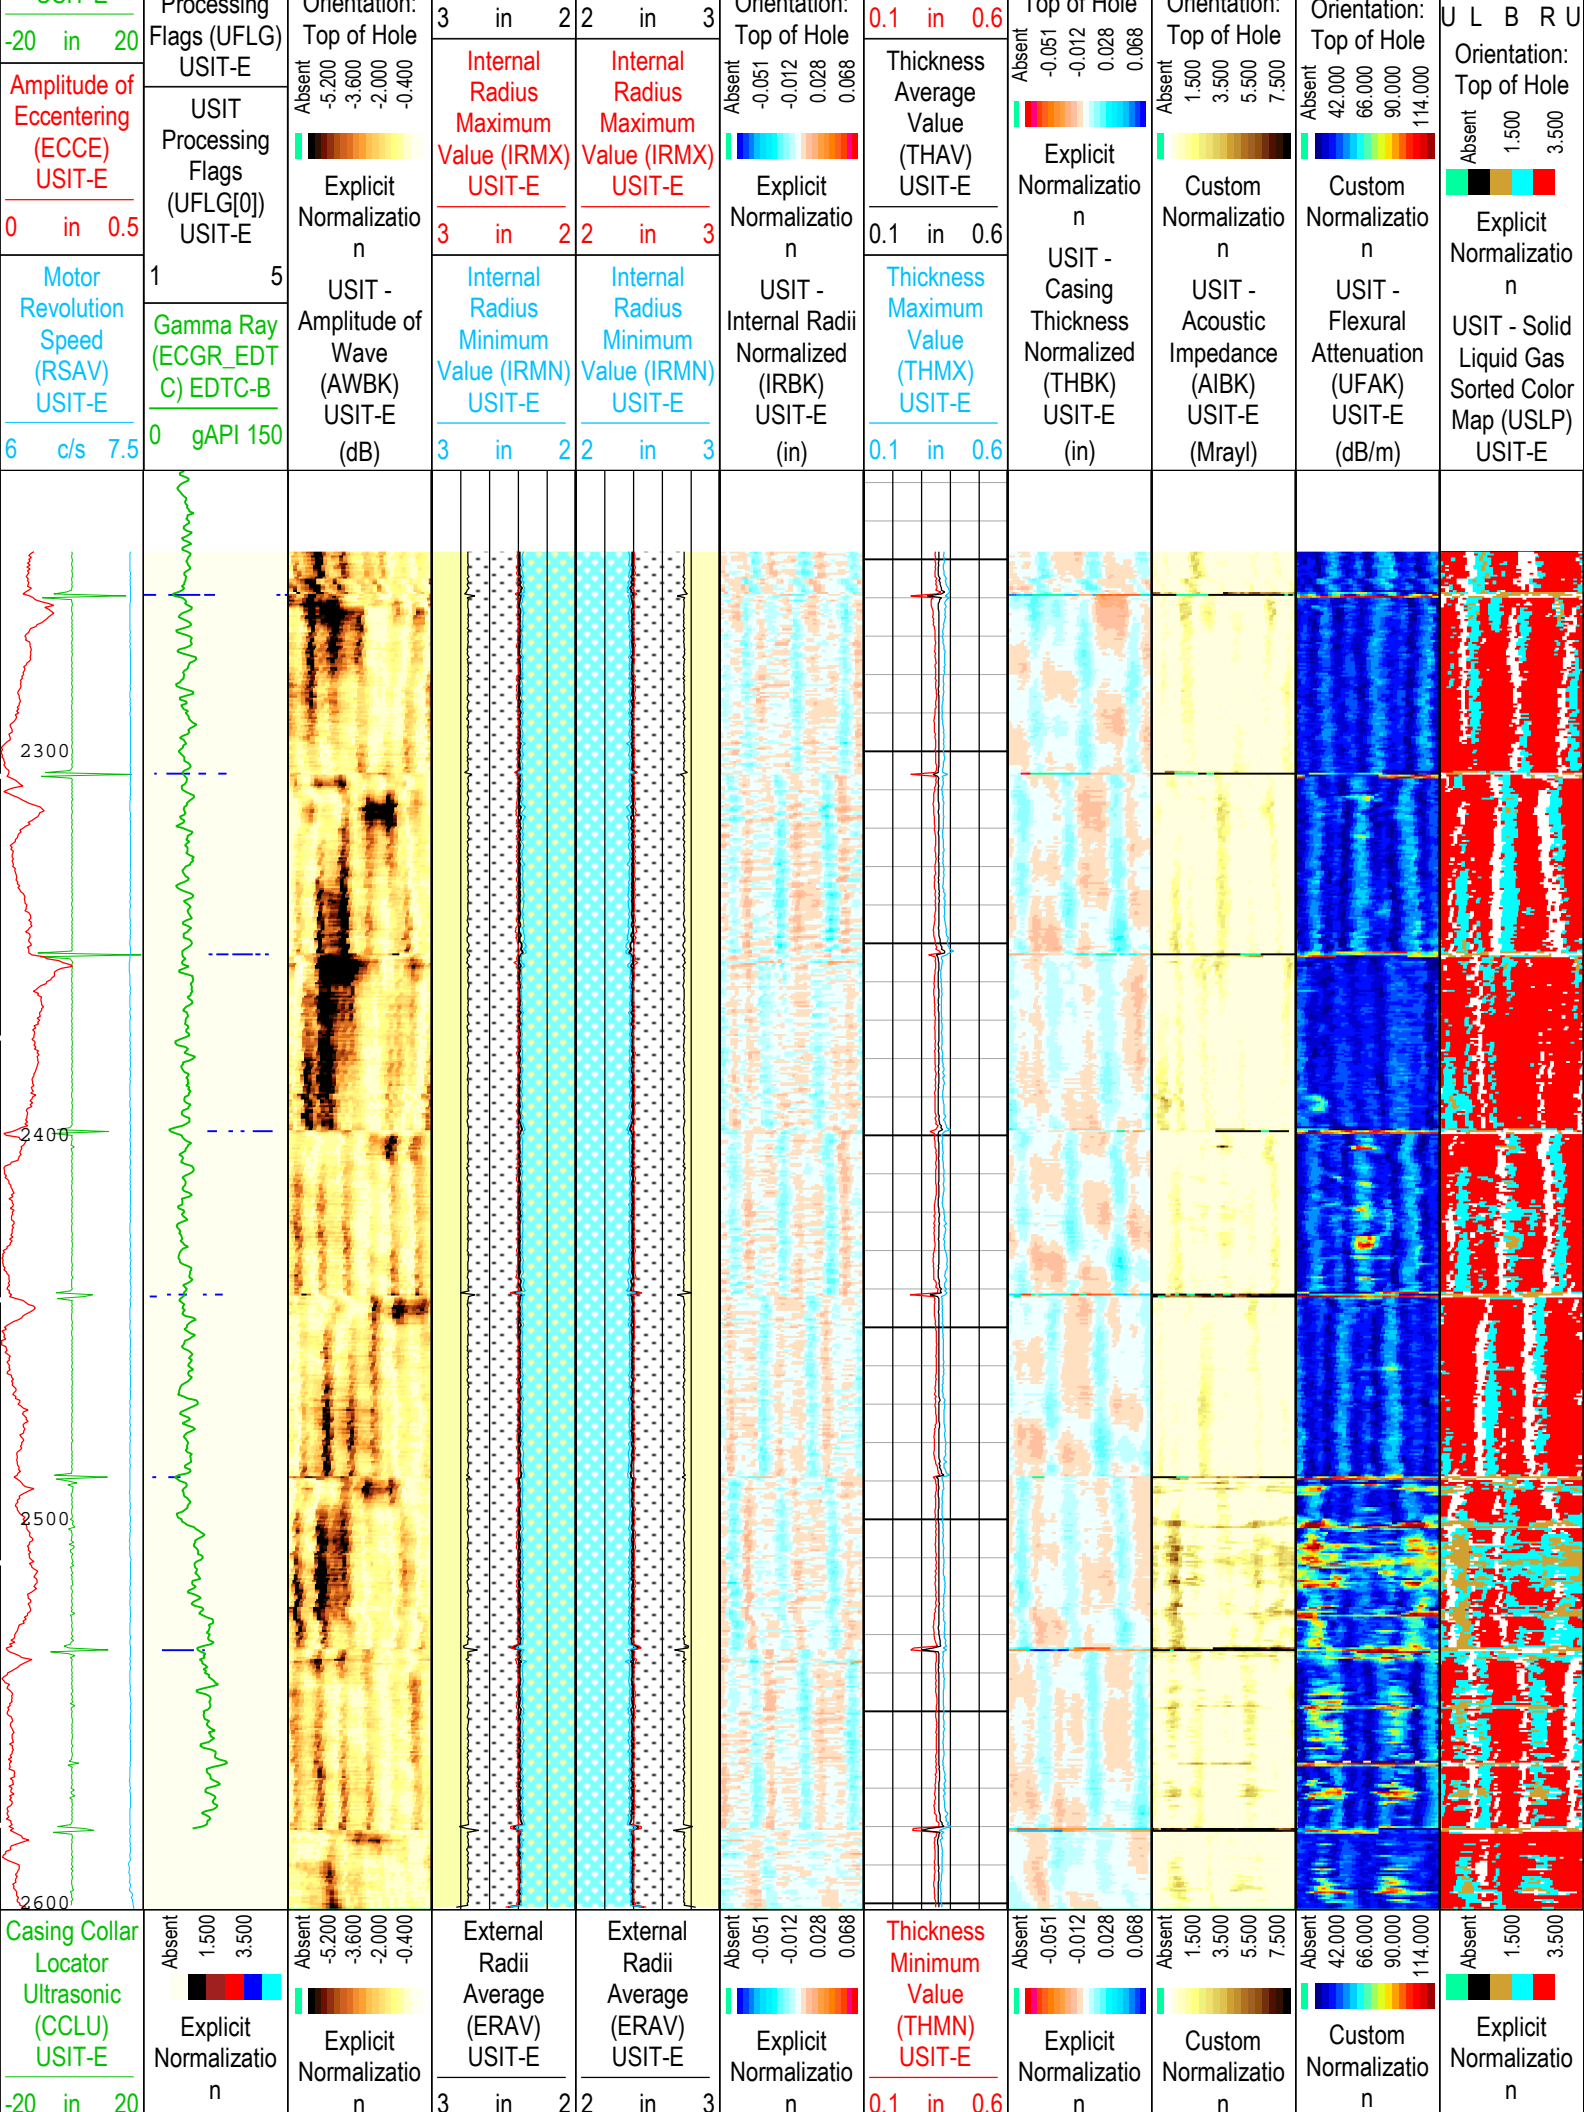 USIT-E
-20 in 20
Amplitude of
Eccentering
(ECCE)
USIT-E
0 in 0.5
Motor
Revolution
Speed
(RSAV)
USIT-E
6 c/s 7.5
Processing
Flags (UFLG)
USIT-E
USIT
Processing
Flags
(UFLG[0])
USIT-E
1 5
Gamma Ray
(ECGR_EDT
C) EDTC-B
0 gAPI 150
Orientation:
Top of Hole
Absent
-5.200
-3.600
-2.000
-0.400
Explicit
Normalizatio
n
USIT -
Amplitude of
Wave
(AWBK)
USIT-E
(dB)
3 in 2
Internal
Radius
Maximum
Value (IRMX)
USIT-E
3 in 2
Internal
Radius
Minimum
Value (IRMN)
USIT-E
3 in 2
2 in 3
Internal
Radius
Maximum
Value (IRMX)
USIT-E
2 in 3
Internal
Radius
Minimum
Value (IRMN)
USIT-E
2 in 3
Orientation:
Top of Hole
Absent
-0.051
-0.012
0.028
0.068
Explicit
Normalizatio
n
USIT -
Internal Radii
Normalized
(IRBK)
USIT-E
(in)
0.1 in 0.6
Thickness
Average
Value
(THAV)
USIT-E
0.1 in 0.6
Thickness
Maximum
Value
(THMX)
USIT-E
0.1 in 0.6
Top of Hole
Absent
-0.051
-0.012
0.028
0.068
Explicit
Normalizatio
n
USIT -
Casing
Thickness
Normalized
(THBK)
USIT-E
(in)
Orientation:
Top of Hole
Absent
1.500
3.500
5.500
7.500
Custom
Normalizatio
n
USIT -
Acoustic
Impedance
(AIBK)
USIT-E
(Mrayl)
Orientation:
Top of Hole
Absent
42.000
66.000
90.000
114.000
Custom
Normalizatio
n
USIT -
Flexural
Attenuation
(UFAK)
USIT-E
(dB/m)
U L B R U
Orientation:
Top of Hole
Absent
1.500
3.500
Explicit
Normalizatio
n
USIT - Solid
Liquid Gas
Sorted Color
Map (USLP)
USIT-E
2300
2400
2500
2600
Casing Collar
Locator
Ultrasonic
(CCLU)
USIT-E
-20 in 20
Absent
1.500
3.500
Explicit
Normalizatio
n
Absent
-5.200
-3.600
-2.000
-0.400
Explicit
Normalizatio
n
External
Radii
Average
(ERAV)
USIT-E
3 in 2
External
Radii
Average
(ERAV)
USIT-E
2 in 3
Absent
-0.051
-0.012
0.028
0.068
Explicit
Normalizatio
n
Thickness
Minimum
Value
(THMN)
USIT-E
0.1 in 0.6
Absent
-0.051
-0.012
0.028
0.068
Explicit
Normalizatio
n
Absent
1.500
3.500
5.500
7.500
Custom
Normalizatio
n
Absent
42.000
66.000
90.000
114.000
Custom
Normalizatio
n
Absent
1.500
3.500
Explicit
Normalizatio
n